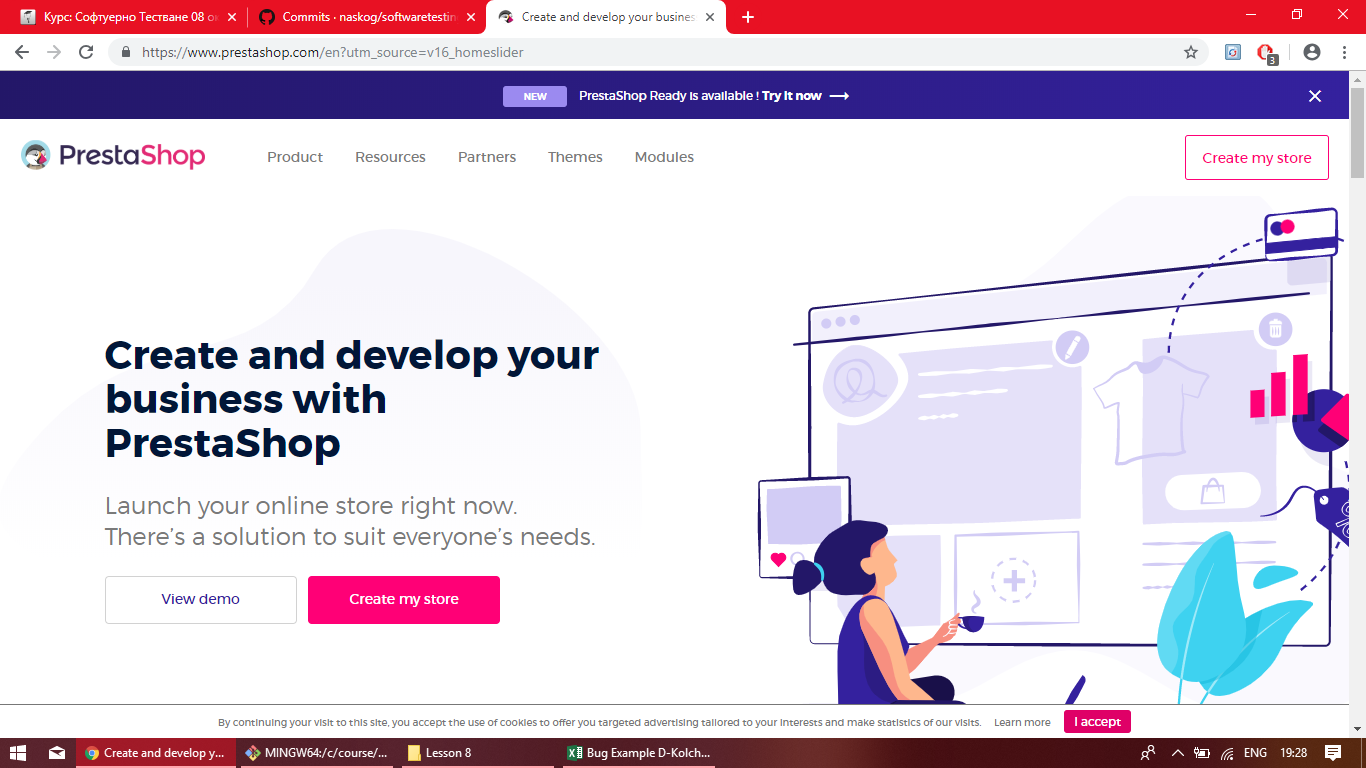 Курс: Софтуерно Тестване 08 ок
Commits · naskog/softwaretestin
Create and develop your busines
https://www.prestashop.com/en?utm_source=v16_homeslider
3
NEW PrestaShop Ready is available ! Try it now
PrestaShop
Product
Resources
Partners
Themes
Modules
Create my store
Create and develop your
business with
PrestaShop
Launch your online store right now.
There’s a solution to suit everyone’s needs.
View demo
Create my store
By continuing your visit to this site, you accept the use of cookies to offer you targeted advertising tailored to your interests and make statistics of our visits. Learn more I accept
Create and develop y...
MINGW64:/c/course/...
Lesson 8
Bug Example D-Kolch...
ENG
19:28